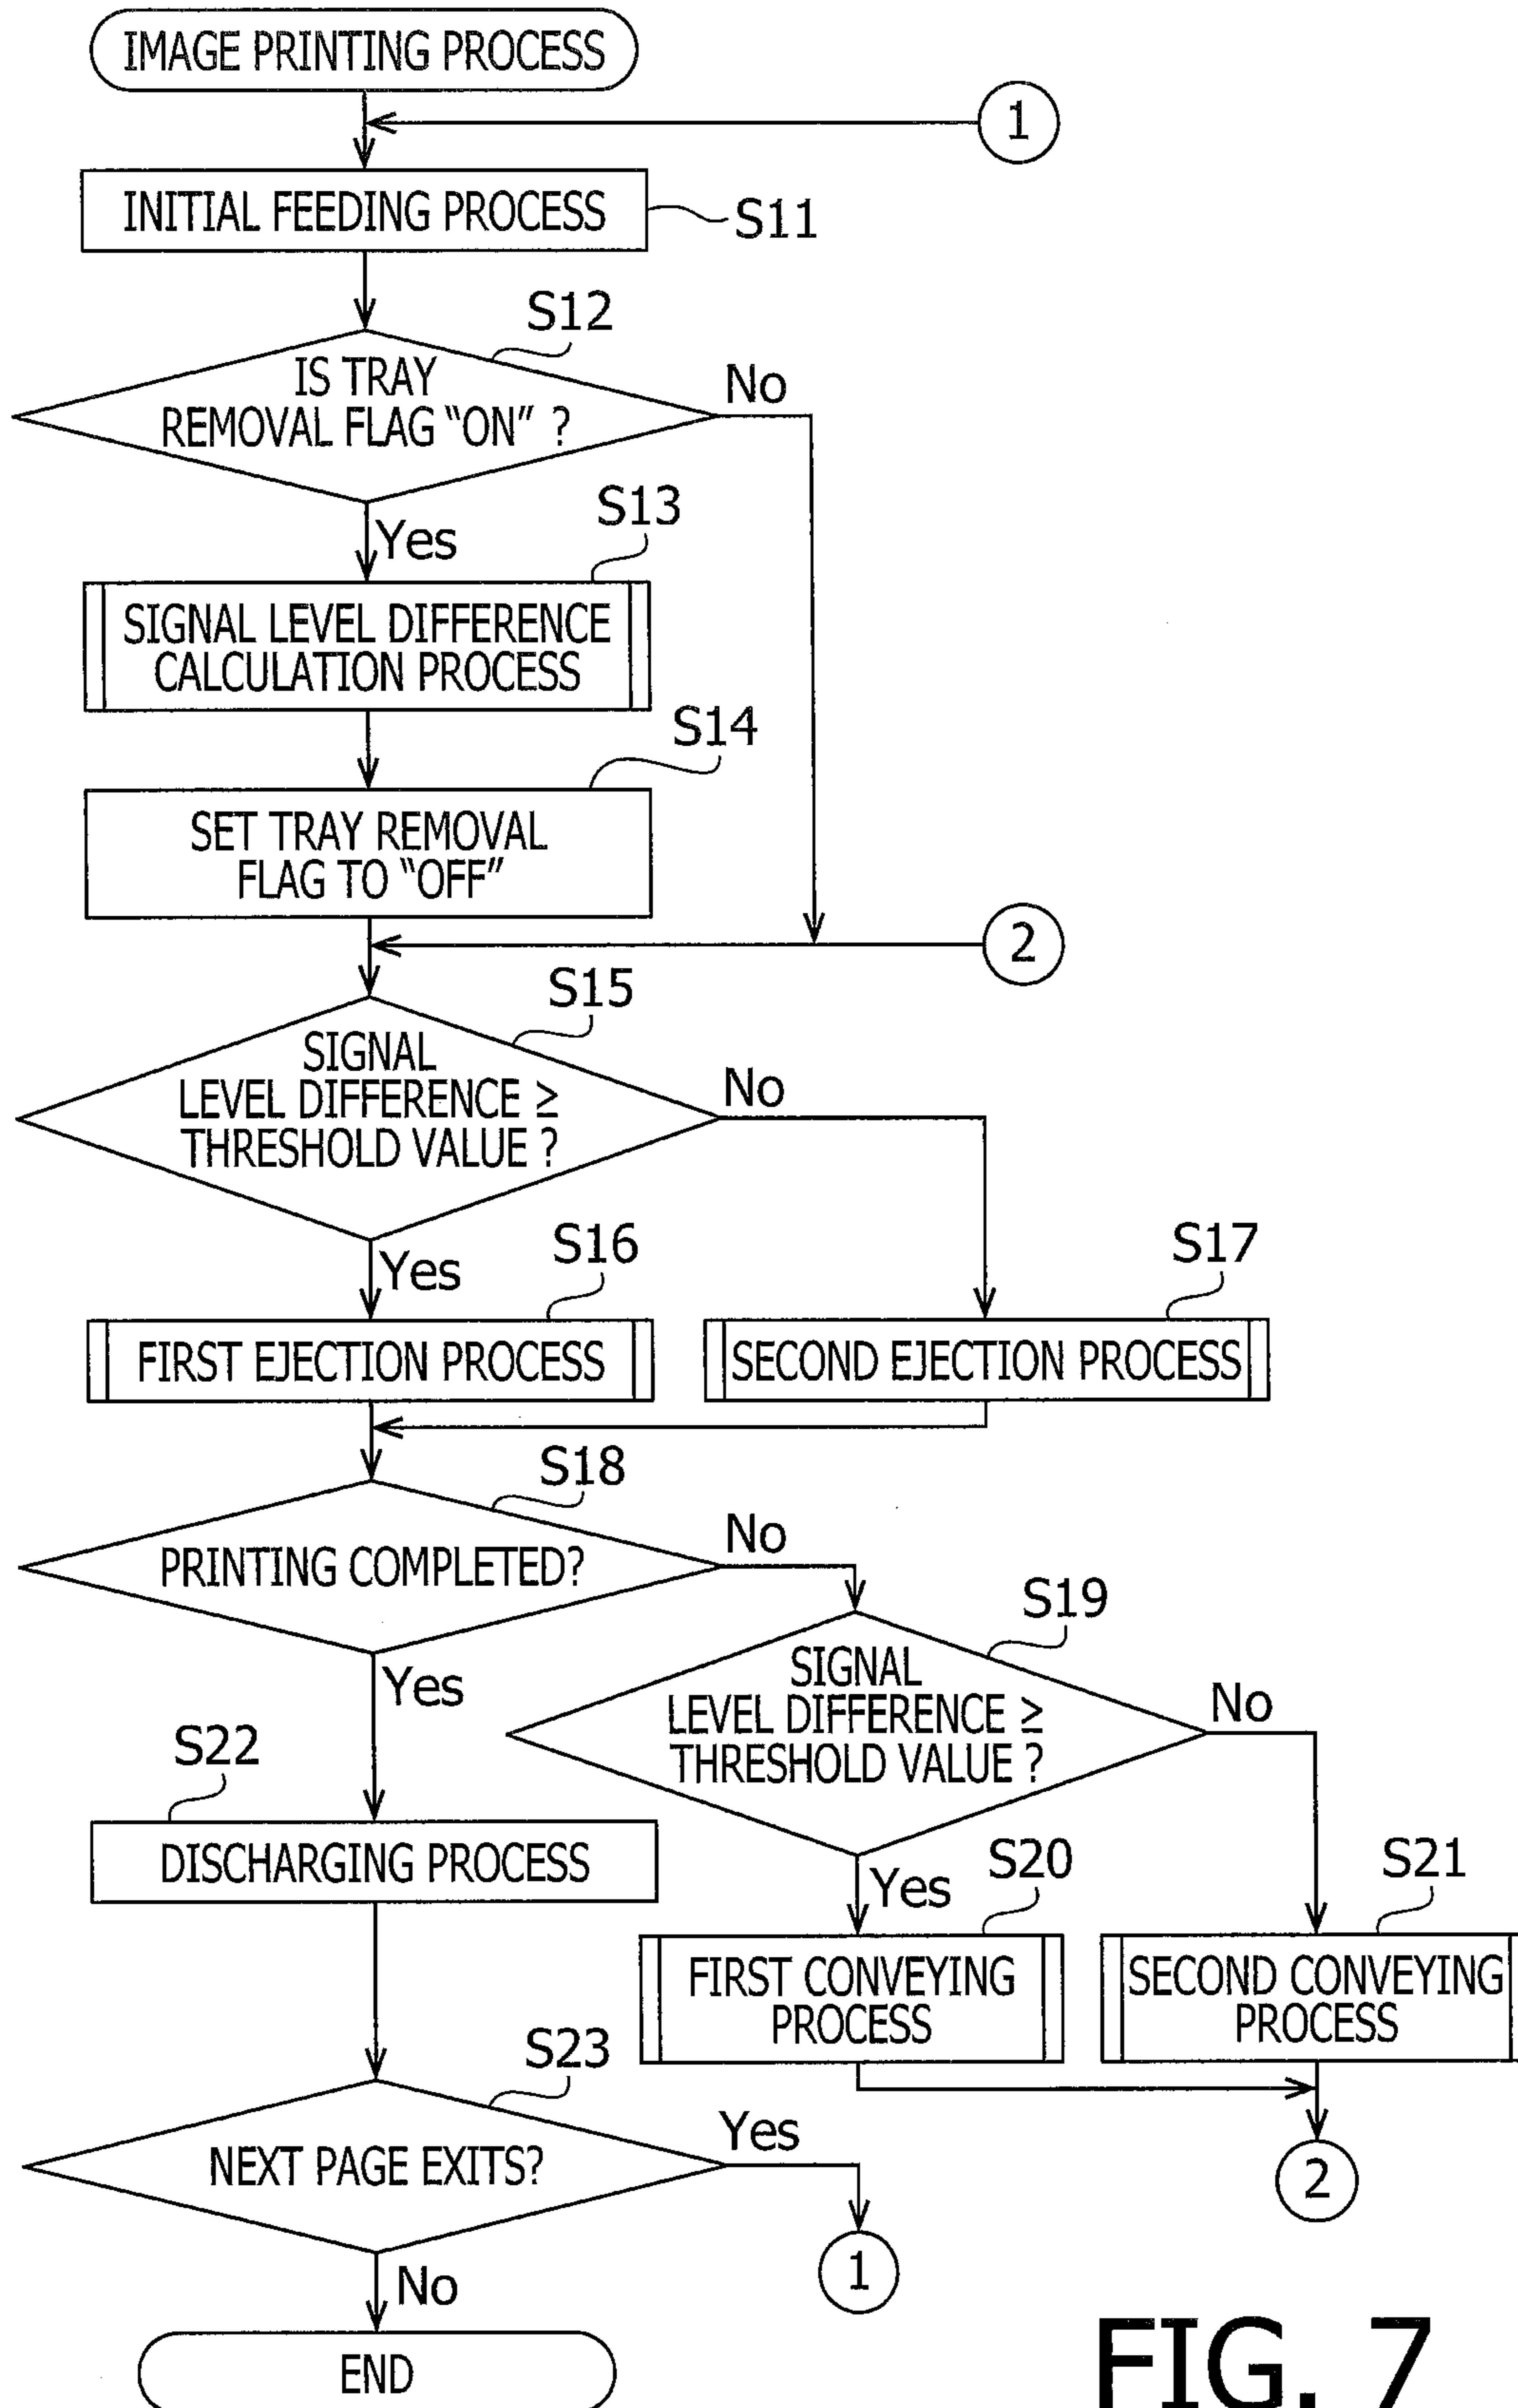 IMAGE PRINTING PROCESS
1
INITIAL FEEDING PROCESS
S11
S12
IS TRAY
REMOVAL FLAG “ON” ?
No
Yes
S13
SIGNAL LEVEL DIFFERENCE
CALCULATION PROCESS
S14
SET TRAY REMOVAL
FLAG TO “OFF”
2
S15
SIGNAL
LEVEL DIFFERENCE ≥
THRESHOLD VALUE ?
No
Yes
S16
S17
FIRST EJECTION PROCESS
SECOND EJECTION PROCESS
S18
PRINTING COMPLETED?
No
Yes
S19
SIGNAL
LEVEL DIFFERENCE ≥
THRESHOLD VALUE ?
No
Yes
S22
DISCHARGING PROCESS
S20
S21
FIRST CONVEYING
PROCESS
SECOND CONVEYING
PROCESS
S23
NEXT PAGE EXITS?
Yes
2
1
No
END
FIG. 7